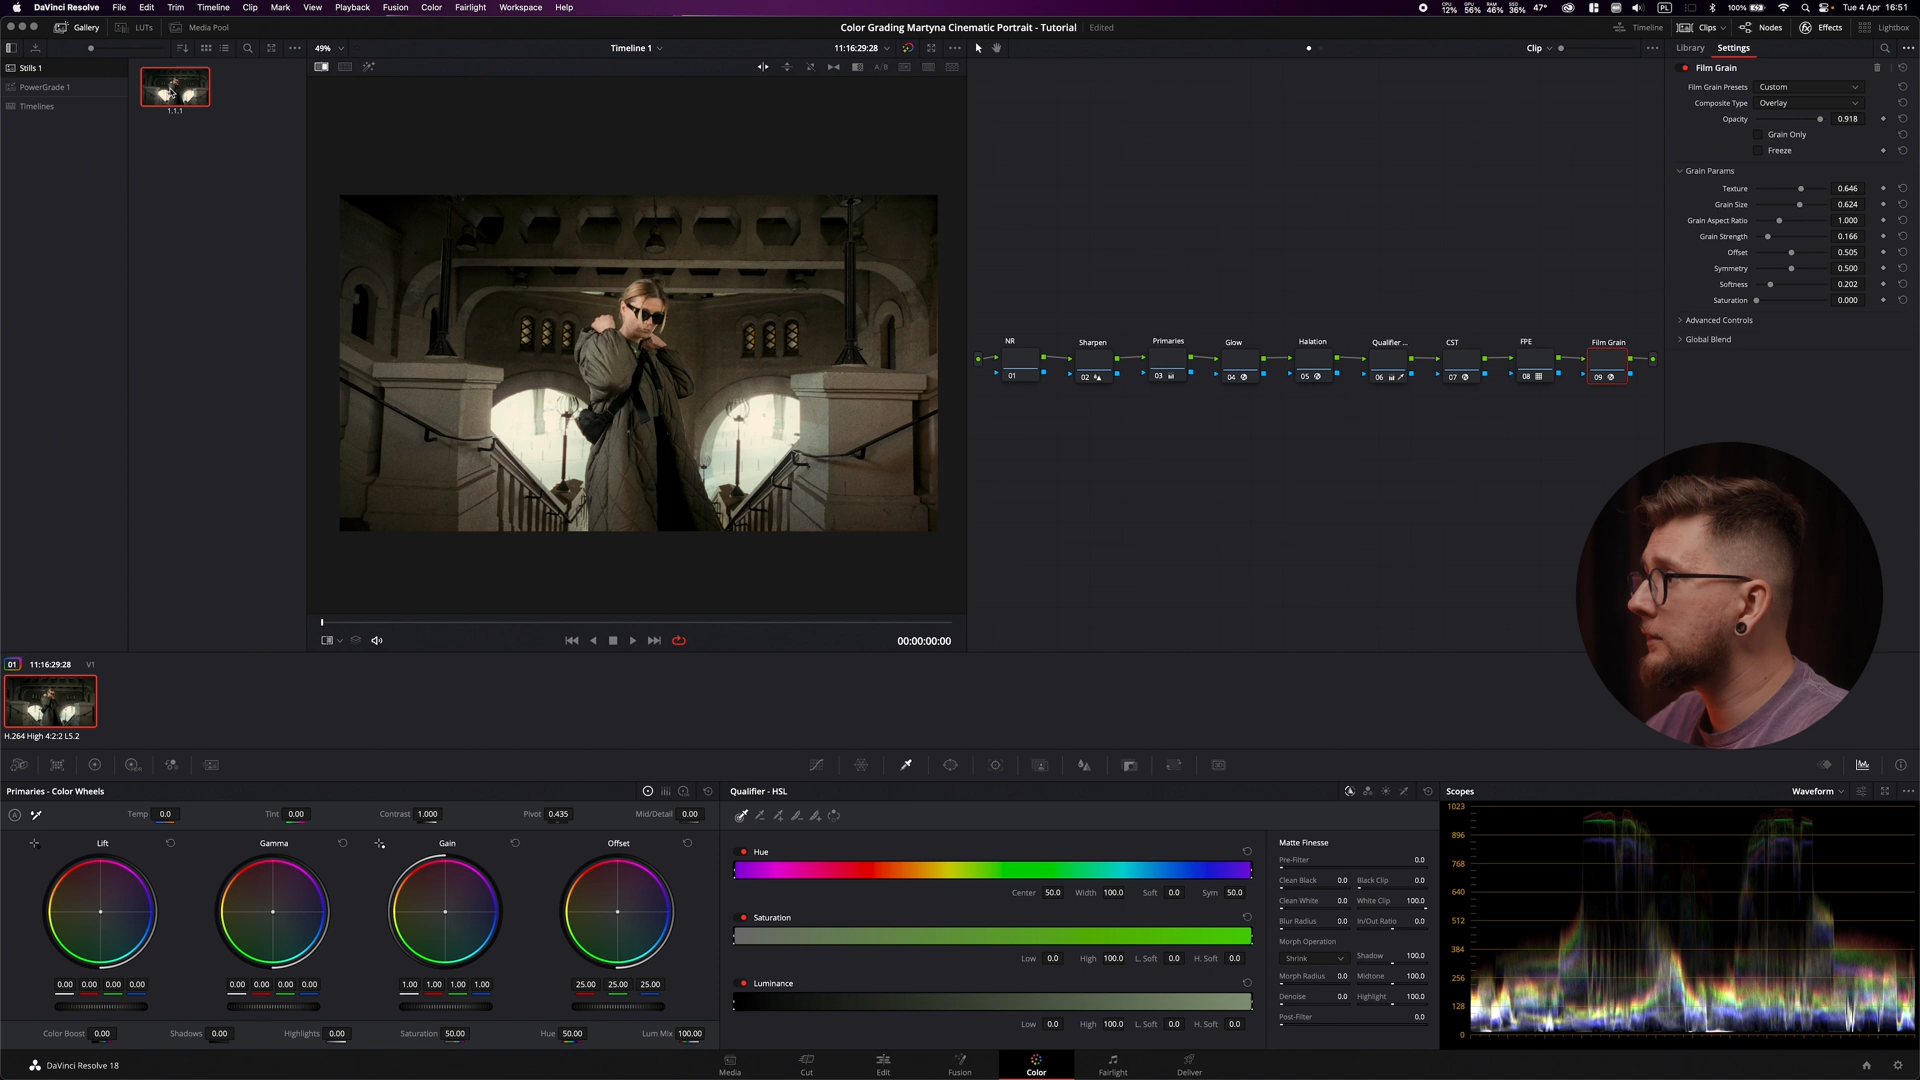 DaVinci Resolve File Edit Trim Timeline Clip Mark View Playback Fusion Color Fairlight Workspace Help
CPU 12% GPU 56% RAM 46% SSD 36% 47° 100% PL Tue 4 Apr 16:51
Gallery LUTs Media Pool
Color Grading Martyna Cinematic Portrait - Tutorial Edited
Timeline Clips Nodes Effects Lightbox
49% Timeline 1 11:16:29:28 Clip
Library Settings
Stills 1
PowerGrade 1
Timelines
1.1.1
Film Grain
Film Grain Presets Custom
Composite Type Overlay
Opacity 0.918
Grain Only
Freeze
Grain Params
Texture 0.646
Grain Size 0.624
Grain Aspect Ratio 1.000
Grain Strength 0.166
Offset 0.505
Symmetry 0.500
Softness 0.202
Saturation 0.000
Advanced Controls
Global Blend
NR Sharpen Primaries Glow Halation Qualifier ... CST FPE Film Grain
01 02 03 04 05 06 07 08 09
00:00:00:00
01 11:16:29:28 V1
H.264 High 4:2:2 L5.2
Primaries - Color Wheels
Temp 0.0 Tint 0.00 Contrast 1.000 Pivot 0.435 Mid/Detail 0.00
Lift Gamma Gain Offset
0.00 0.00 0.00 0.00 0.00 0.00 0.00 0.00 1.00 1.00 1.00 1.00 25.00 25.00 25.00
Color Boost 0.00 Shadows 0.00 Highlights 0.00 Saturation 50.00 Hue 50.00 Lum Mix 100.00
Qualifier - HSL
Hue
Center 50.0 Width 100.0 Soft 0.0 Sym 50.0
Saturation
Low 0.0 High 100.0 L. Soft 0.0 H. Soft 0.0
Luminance
Low 0.0 High 100.0 L. Soft 0.0 H. Soft 0.0
Matte Finesse
Pre-Filter 0.0
Clean Black 0.0 Black Clip 0.0
Clean White 0.0 White Clip 100.0
Blur Radius 0.0 In/Out Ratio 0.0
Morph Operation
Shrink Shadow 100.0
Morph Radius 0.0 Midtone 100.0
Denoise 0.0 Highlight 100.0
Post-Filter 0.0
Scopes Waveform
1023
896
768
640
512
384
256
128
0
DaVinci Resolve 18
Media Cut Edit Fusion Color Fairlight Deliver